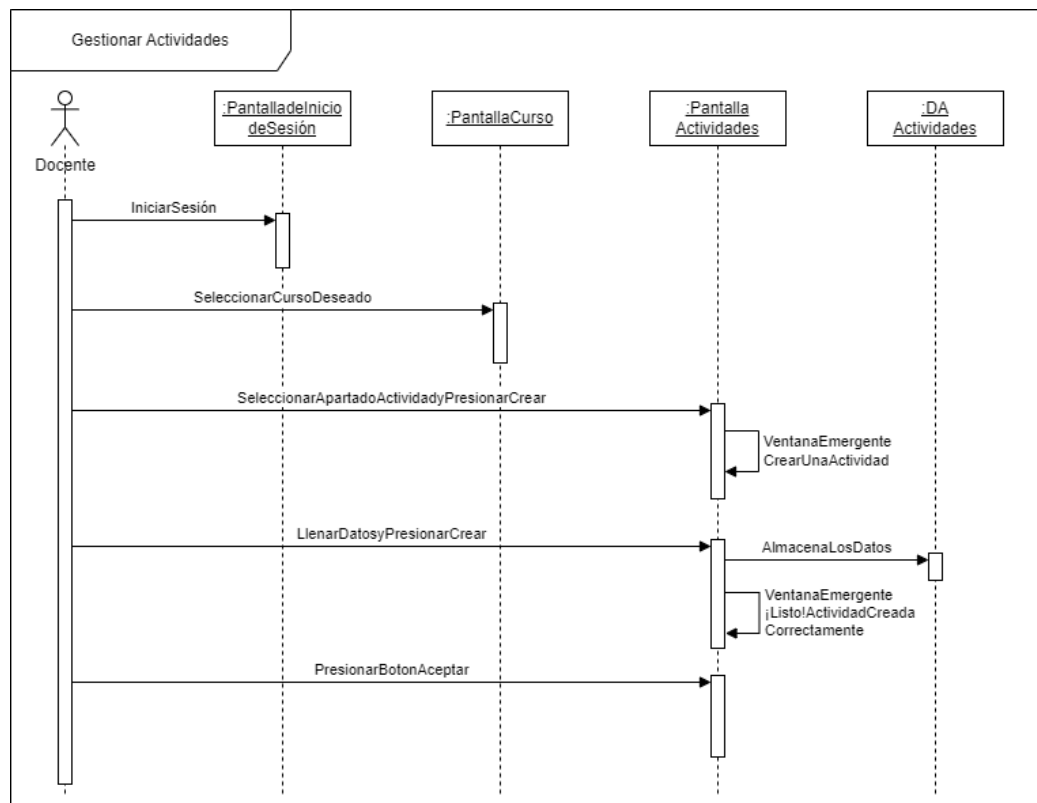 Gestionar Actividades
:PantalladeInicio
deSesión
:PantallaCurso
:Pantalla
Actividades
:DA
Actividades
Docente
IniciarSesión
SeleccionarCursoDeseado
SeleccionarApartadoActividadyPresionarCrear
VentanaEmergente
CrearUnaActividad
LlenarDatosyPresionarCrear
AlmacenaLosDatos
VentanaEmergente
¡Listo!ActividadCreada
Correctamente
PresionarBotonAceptar